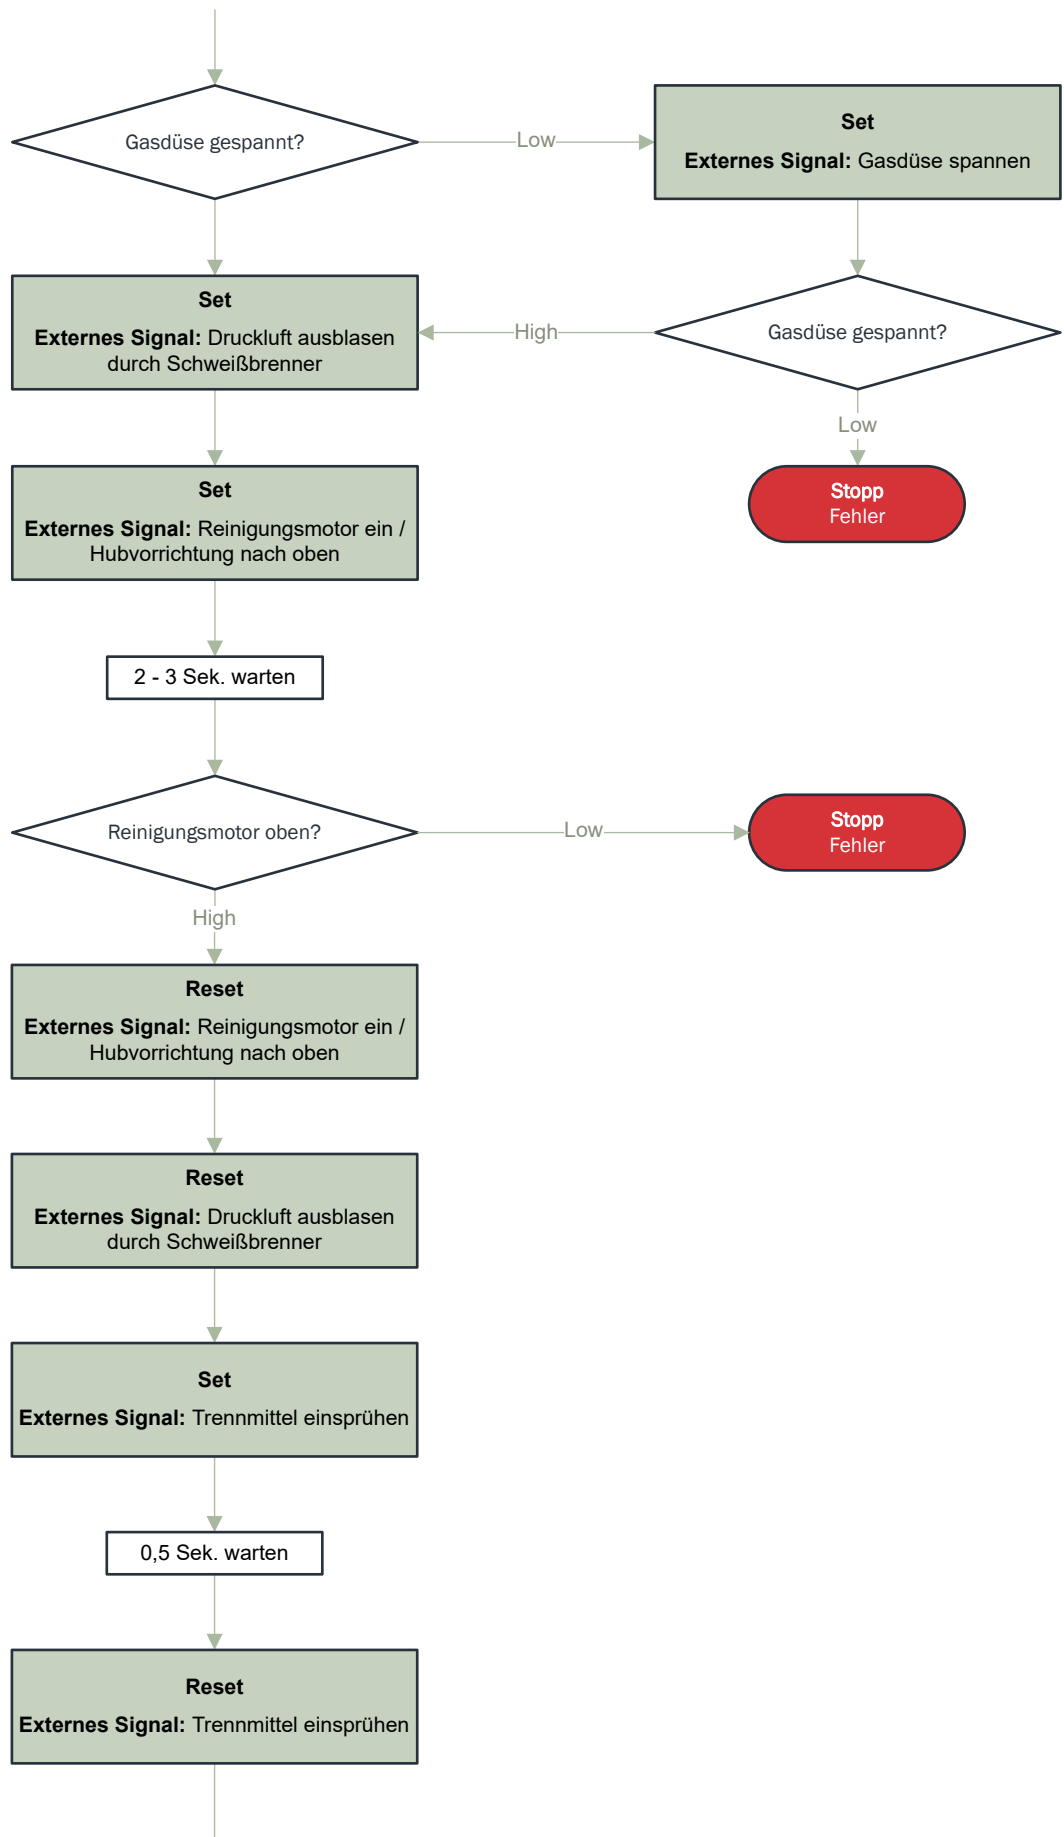 Gasdüse gespannt?
Low
Set
Externes Signal: Gasdüse spannen
Set
Externes Signal: Druckluft ausblasen
durch Schweißbrenner
High
Gasdüse gespannt?
Low
Stopp
Fehler
Set
Externes Signal: Reinigungsmotor ein /
Hubvorrichtung nach oben
2 - 3 Sek. warten
Reinigungsmotor oben?
Low
Stopp
Fehler
High
Reset
Externes Signal: Reinigungsmotor ein /
Hubvorrichtung nach oben
Reset
Externes Signal: Druckluft ausblasen
durch Schweißbrenner
Set
Externes Signal: Trennmittel einsprühen
0,5 Sek. warten
Reset
Externes Signal: Trennmittel einsprühen